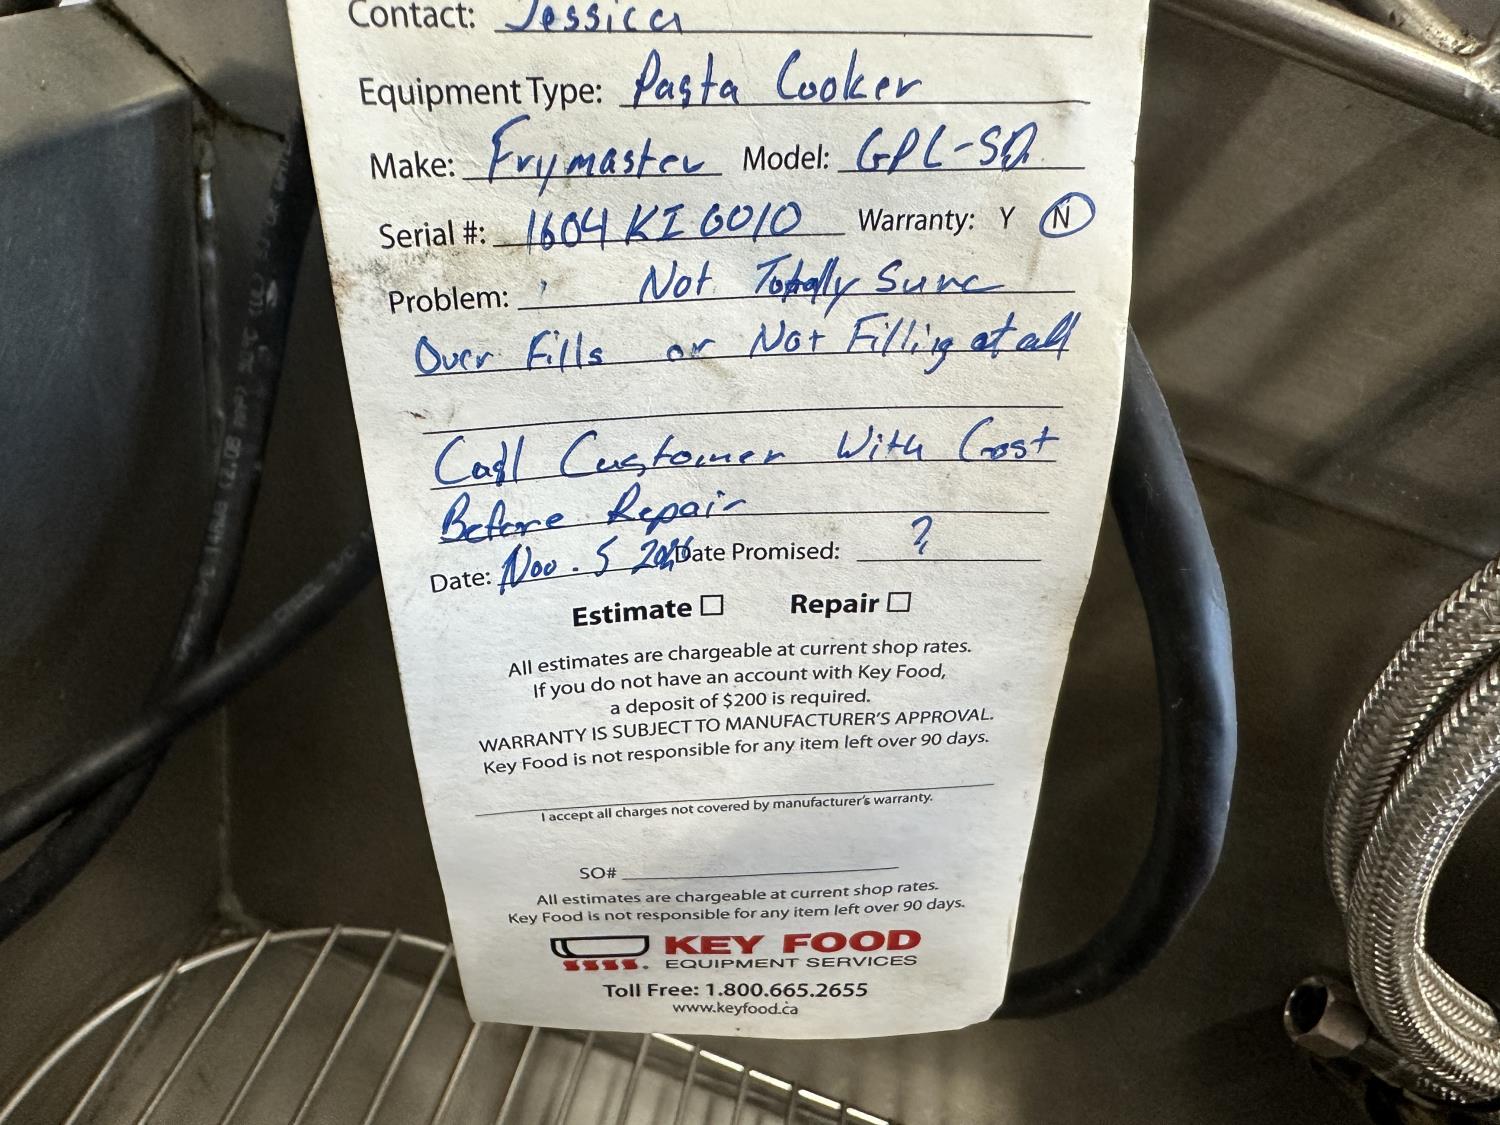 Contact: Jessica
Equipment Type: Pasta Cooker
Make: Frymaster Model: GPC-SD
Serial #: 1604 KI 0010 Warranty: Y N
Problem: Not Totally Sure
Over Fills or Not Filling at all
Call Customer With Cost
Before Repair
Date: Nov. 5 Date Promised: ?
Estimate ☐ Repair ☐
All estimates are chargeable at current shop rates.
If you do not have an account with Key Food,
a deposit of $200 is required.
WARRANTY IS SUBJECT TO MANUFACTURER'S APPROVAL.
Key Food is not responsible for any item left over 90 days.
I accept all charges not covered by manufacturer's warranty.
SO#
All estimates are chargeable at current shop rates.
Key Food is not responsible for any item left over 90 days.
KEY FOOD
EQUIPMENT SERVICES
Toll Free: 1.800.665.2655
www.keyfood.ca